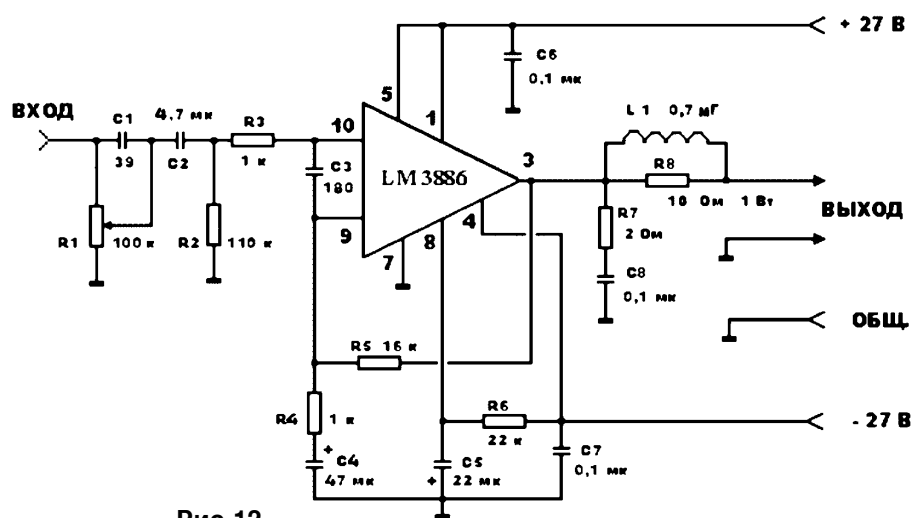 + 27 В
C6
0,1 мк
5
1
ВХОД
C1
39
4,7 мк
C2
R3
1 к
10
C3
180
LM3886
3
L1 0,7 мГ
R8
10 Ом 1 Вт
ВЫХОД
R1
100 к
R2
110 к
9
7
8
4
R7
2 Ом
C8
0,1 мк
ОБЩ.
R5 16 к
R4
1 к
R6
22 к
- 27 В
+
C4
47 мк
+
C5
22 мк
C7
0,1 мк
Рис 12